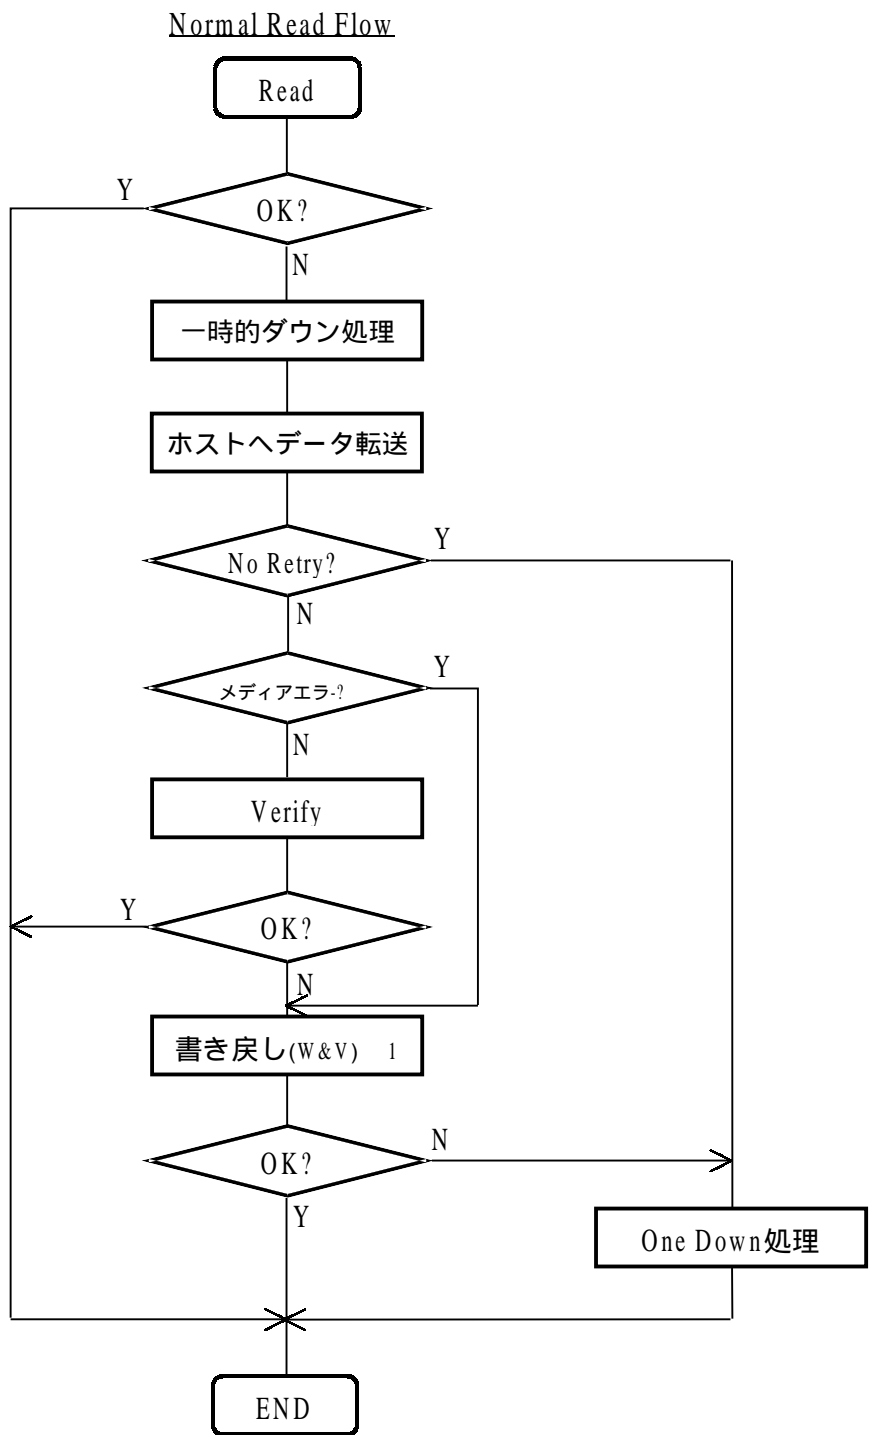 Normal Read Flow
Read
Y
OK?
N
一時的ダウン処理
ホストへデータ転送
Y
No Retry?
N
Y
メディアエラ-?
N
Verify
Y
OK?
N
書き戻し(W&V) 1
N
OK?
Y
One Down処理
END